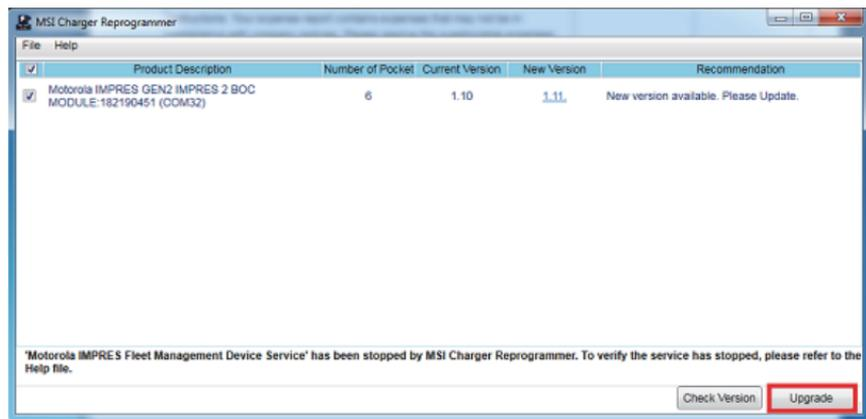 MSI Charger Reprogrammer
File Help
Product Description Number of Pocket Current Version New Version Recommendation
Motorola IMPRES GEN2 IMPRES 2 BOC
MODULE:182190451 (COM32) 6 1.10 1.11. New version available. Please Update.
'Motorola IMPRES Fleet Management Device Service' has been stopped by MSI Charger Reprogrammer. To verify the service has stopped, please refer to the
Help file.
Check Version Upgrade